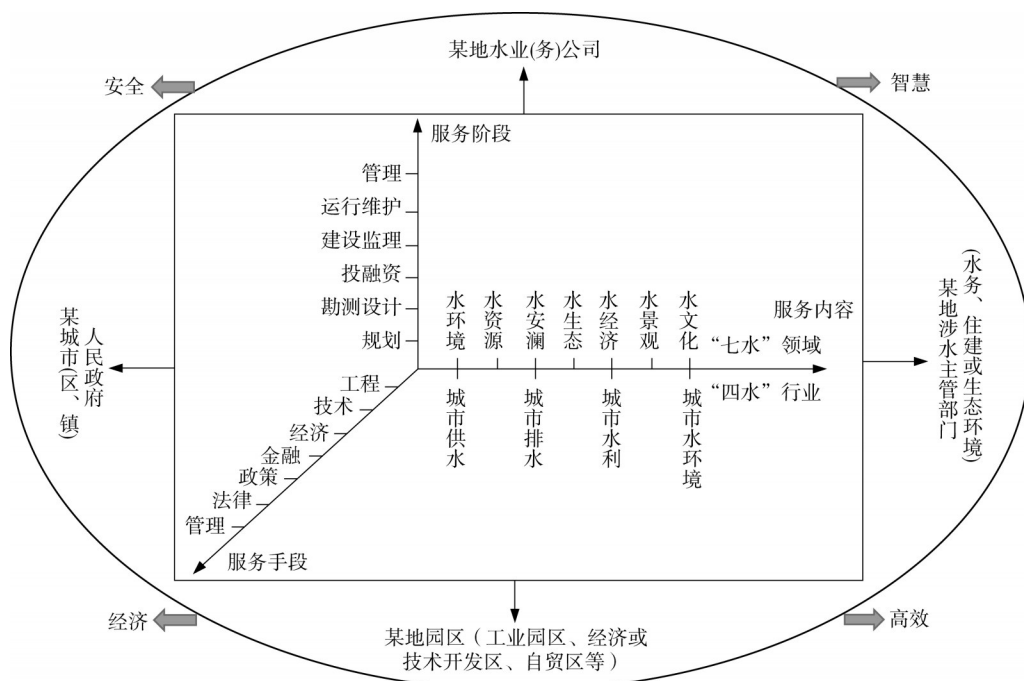 某地水业(务)公司
安全
智慧
服务阶段
管理
运行维护
建设监理
投融资
勘测设计
规划
水环境
水资源
水安澜
水生态
水经济
水景观
水文化
服务内容
“七水”领域
“四水”行业
城市供水
城市排水
城市水利
城市水环境
工程
技术
经济
金融
政策
法律
管理
服务手段
人民政府
某城市(区、镇)
(水务、住建或生态环境)
某地涉水主管部门
经济
高效
某地园区（工业园区、经济或
技术开发区、自贸区等）